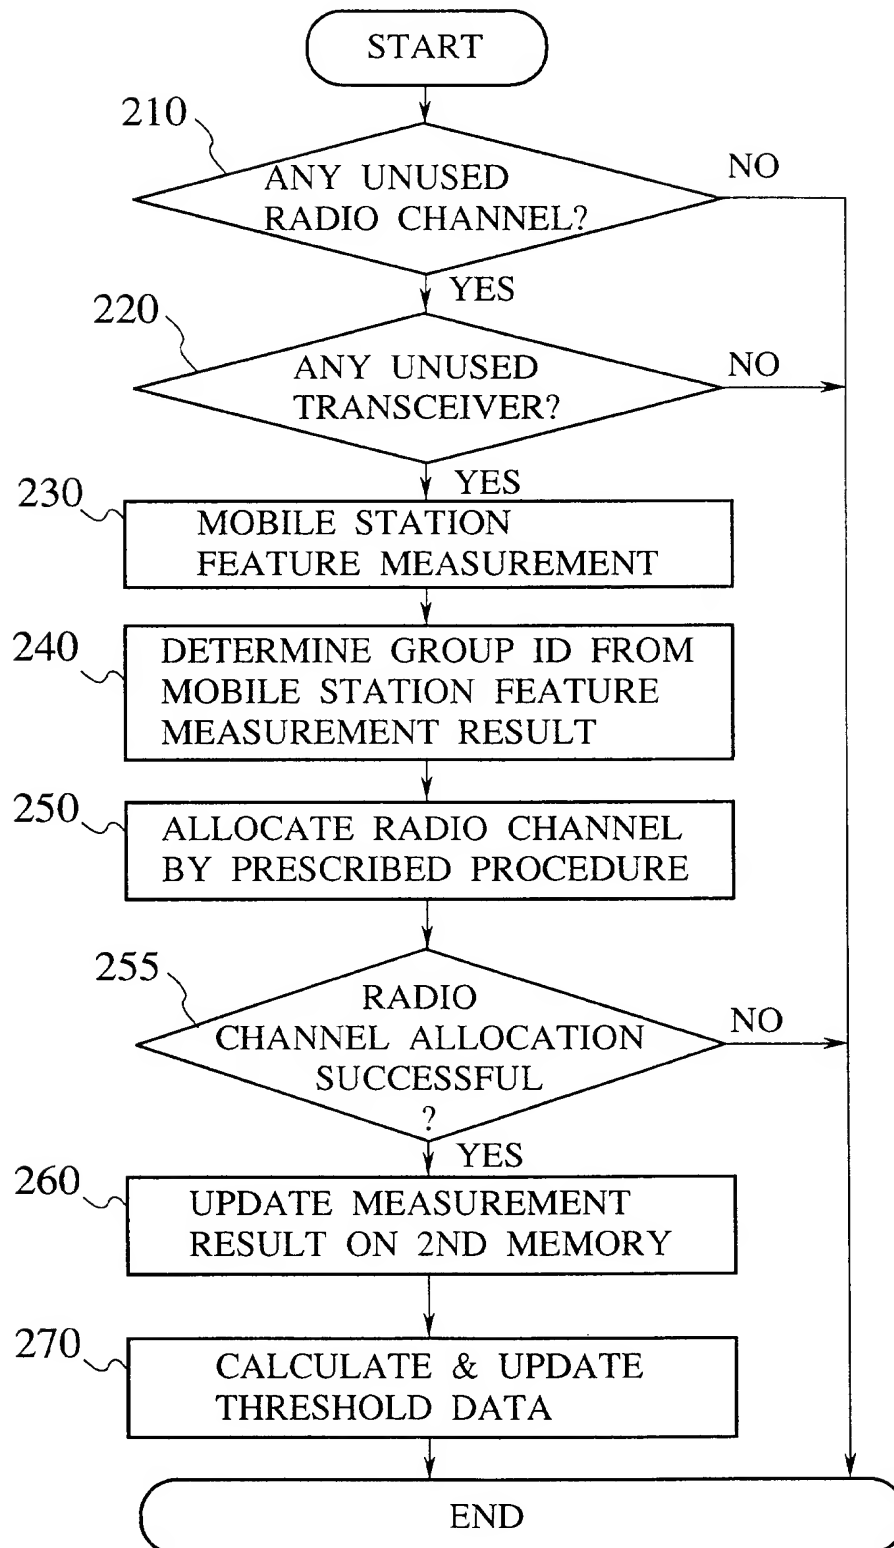 START
210
ANY UNUSED
RADIO CHANNEL?
NO
YES
220
ANY UNUSED
TRANSCEIVER?
NO
YES
230
MOBILE STATION
FEATURE MEASUREMENT
240
DETERMINE GROUP ID FROM
MOBILE STATION FEATURE
MEASUREMENT RESULT
250
ALLOCATE RADIO CHANNEL
BY PRESCRIBED PROCEDURE
255
RADIO
CHANNEL ALLOCATION
SUCCESSFUL
?
NO
YES
260
UPDATE MEASUREMENT
RESULT ON 2ND MEMORY
270
CALCULATE & UPDATE
THRESHOLD DATA
END